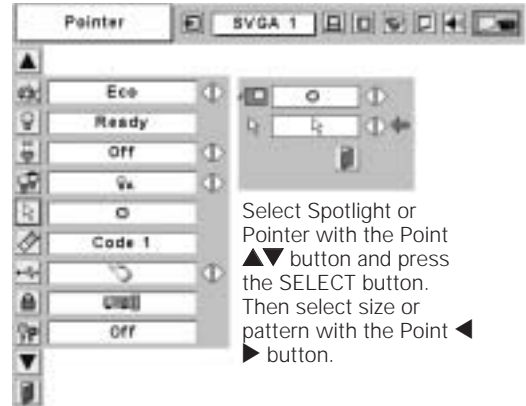 Pointer
SVGA 1
Eco
Ready
Off
Code 1
Off
Select Spotlight or
Pointer with the Point
▲▼ button and press
the SELECT button.
Then select size or
pattern with the Point ◀
▶ button.